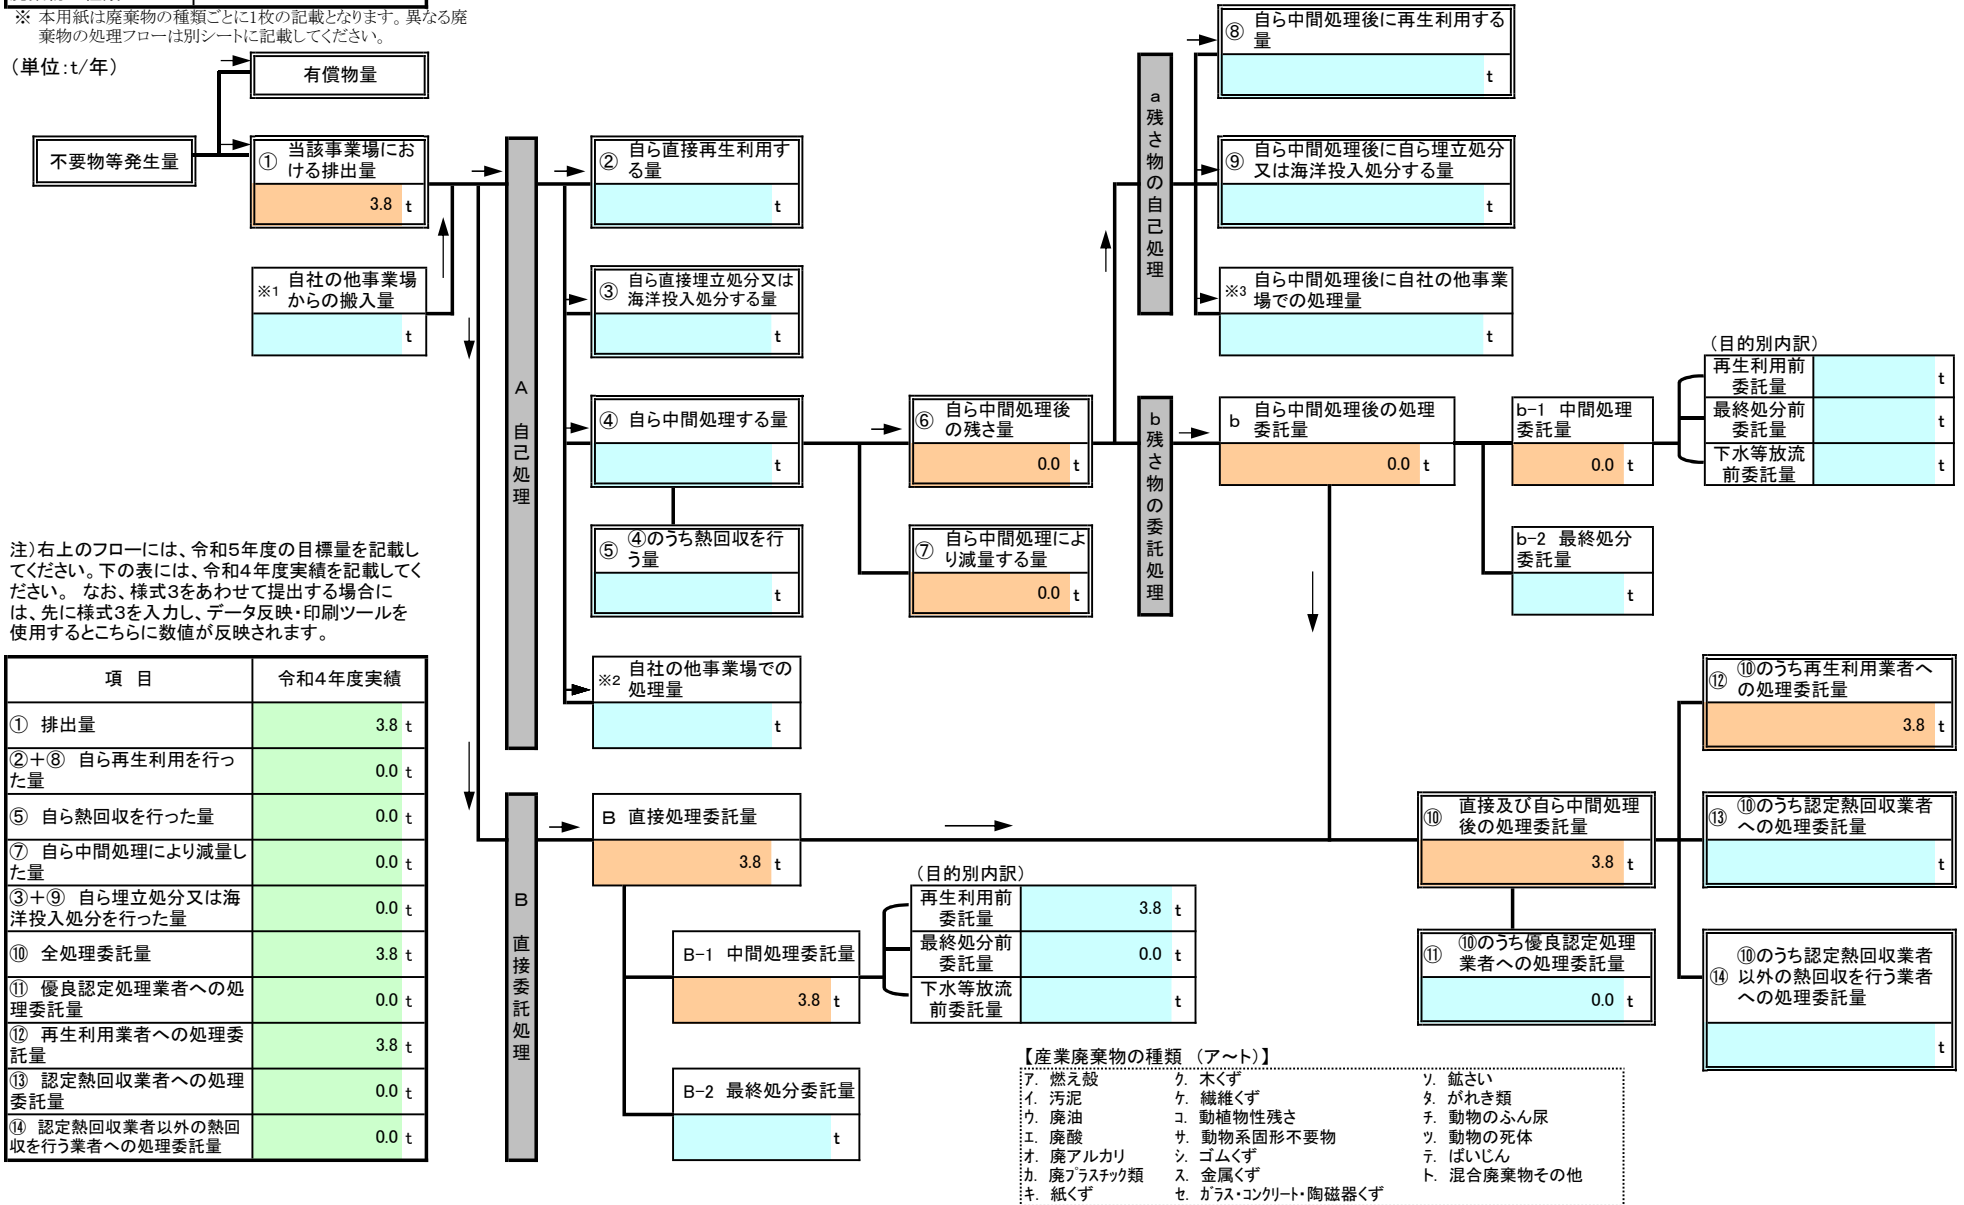 ※ 本用紙は廃棄物の種類ごとに1枚の記載となります。異なる廃
棄物の処理フローは別シートに記載してください。
(単位:t/年)
有償物量
不要物等発生量
① 当該事業場にお
ける排出量
3.8 t
※1 自社の他事業場
からの搬入量
t
A 自己処理
② 自ら直接再生利用す
る量
t
③ 自ら直接埋立処分又は
海洋投入処分する量
t
④ 自ら中間処理する量
t
⑤ ④のうち熱回収を行
う量
t
※2 自社の他事業場での
処理量
t
⑥ 自ら中間処理後
の残さ量
0.0 t
⑦ 自ら中間処理によ
り減量する量
0.0 t
a 残さ物の自己処理
⑧ 自ら中間処理後に再生利用する
量
t
⑨ 自ら中間処理後に自ら埋立処分
又は海洋投入処分する量
t
※3 自ら中間処理後に自社の他事業
場での処理量
t
b 残さ物の委託処理
b 自ら中間処理後の処理
委託量
0.0 t
b-1 中間処理
委託量
0.0 t
(目的別内訳)
再生利用前
委託量
t
最終処分前
委託量
t
下水等放流
前委託量
t
b-2 最終処分
委託量
t
注)右上のフローには、令和5年度の目標量を記載し
てください。下の表には、令和4年度実績を記載してく
ださい。 なお、様式3をあわせて提出する場合に
は、先に様式3を入力し、データ反映・印刷ツールを
使用するとこちらに数値が反映されます。
項 目 令和4年度実績
① 排出量 3.8 t
②+⑧ 自ら再生利用を行っ
た量 0.0 t
⑤ 自ら熱回収を行った量 0.0 t
⑦ 自ら中間処理により減量し
た量 0.0 t
③+⑨ 自ら埋立処分又は海
洋投入処分を行った量 0.0 t
⑩ 全処理委託量 3.8 t
⑪ 優良認定処理業者への処
理委託量 0.0 t
⑫ 再生利用業者への処理委
託量 3.8 t
⑬ 認定熱回収業者への処理
委託量 0.0 t
⑭ 認定熱回収業者以外の熱回
収を行う業者への処理委託量 0.0 t
B 直接委託処理
B 直接処理委託量
3.8 t
B-1 中間処理委託量
3.8 t
(目的別内訳)
再生利用前
委託量
3.8 t
最終処分前
委託量
0.0 t
下水等放流
前委託量
t
B-2 最終処分委託量
t
⑩ 直接及び自ら中間処理
後の処理委託量
3.8 t
⑪ ⑩のうち優良認定処理
業者への処理委託量
0.0 t
⑫ ⑩のうち再生利用業者へ
の処理委託量
3.8 t
⑬ ⑩のうち認定熱回収業者
への処理委託量
t
⑭ ⑩のうち認定熱回収業者
以外の熱回収を行う業者
への処理委託量
t
【産業廃棄物の種類 (ア~ト)】
ア. 燃え殻 ク. 木くず ソ. 鉱さい
イ. 汚泥 ケ. 繊維くず タ. がれき類
ウ. 廃油 コ. 動植物性残さ チ. 動物のふん尿
エ. 廃酸 サ. 動物系固形不要物 ツ. 動物の死体
オ. 廃アルカリ シ. ゴムくず テ. ばいじん
カ. 廃プラスチック類 ス. 金属くず ト. 混合廃棄物その他
キ. 紙くず セ. ガラス・コンクリート・陶磁器くず